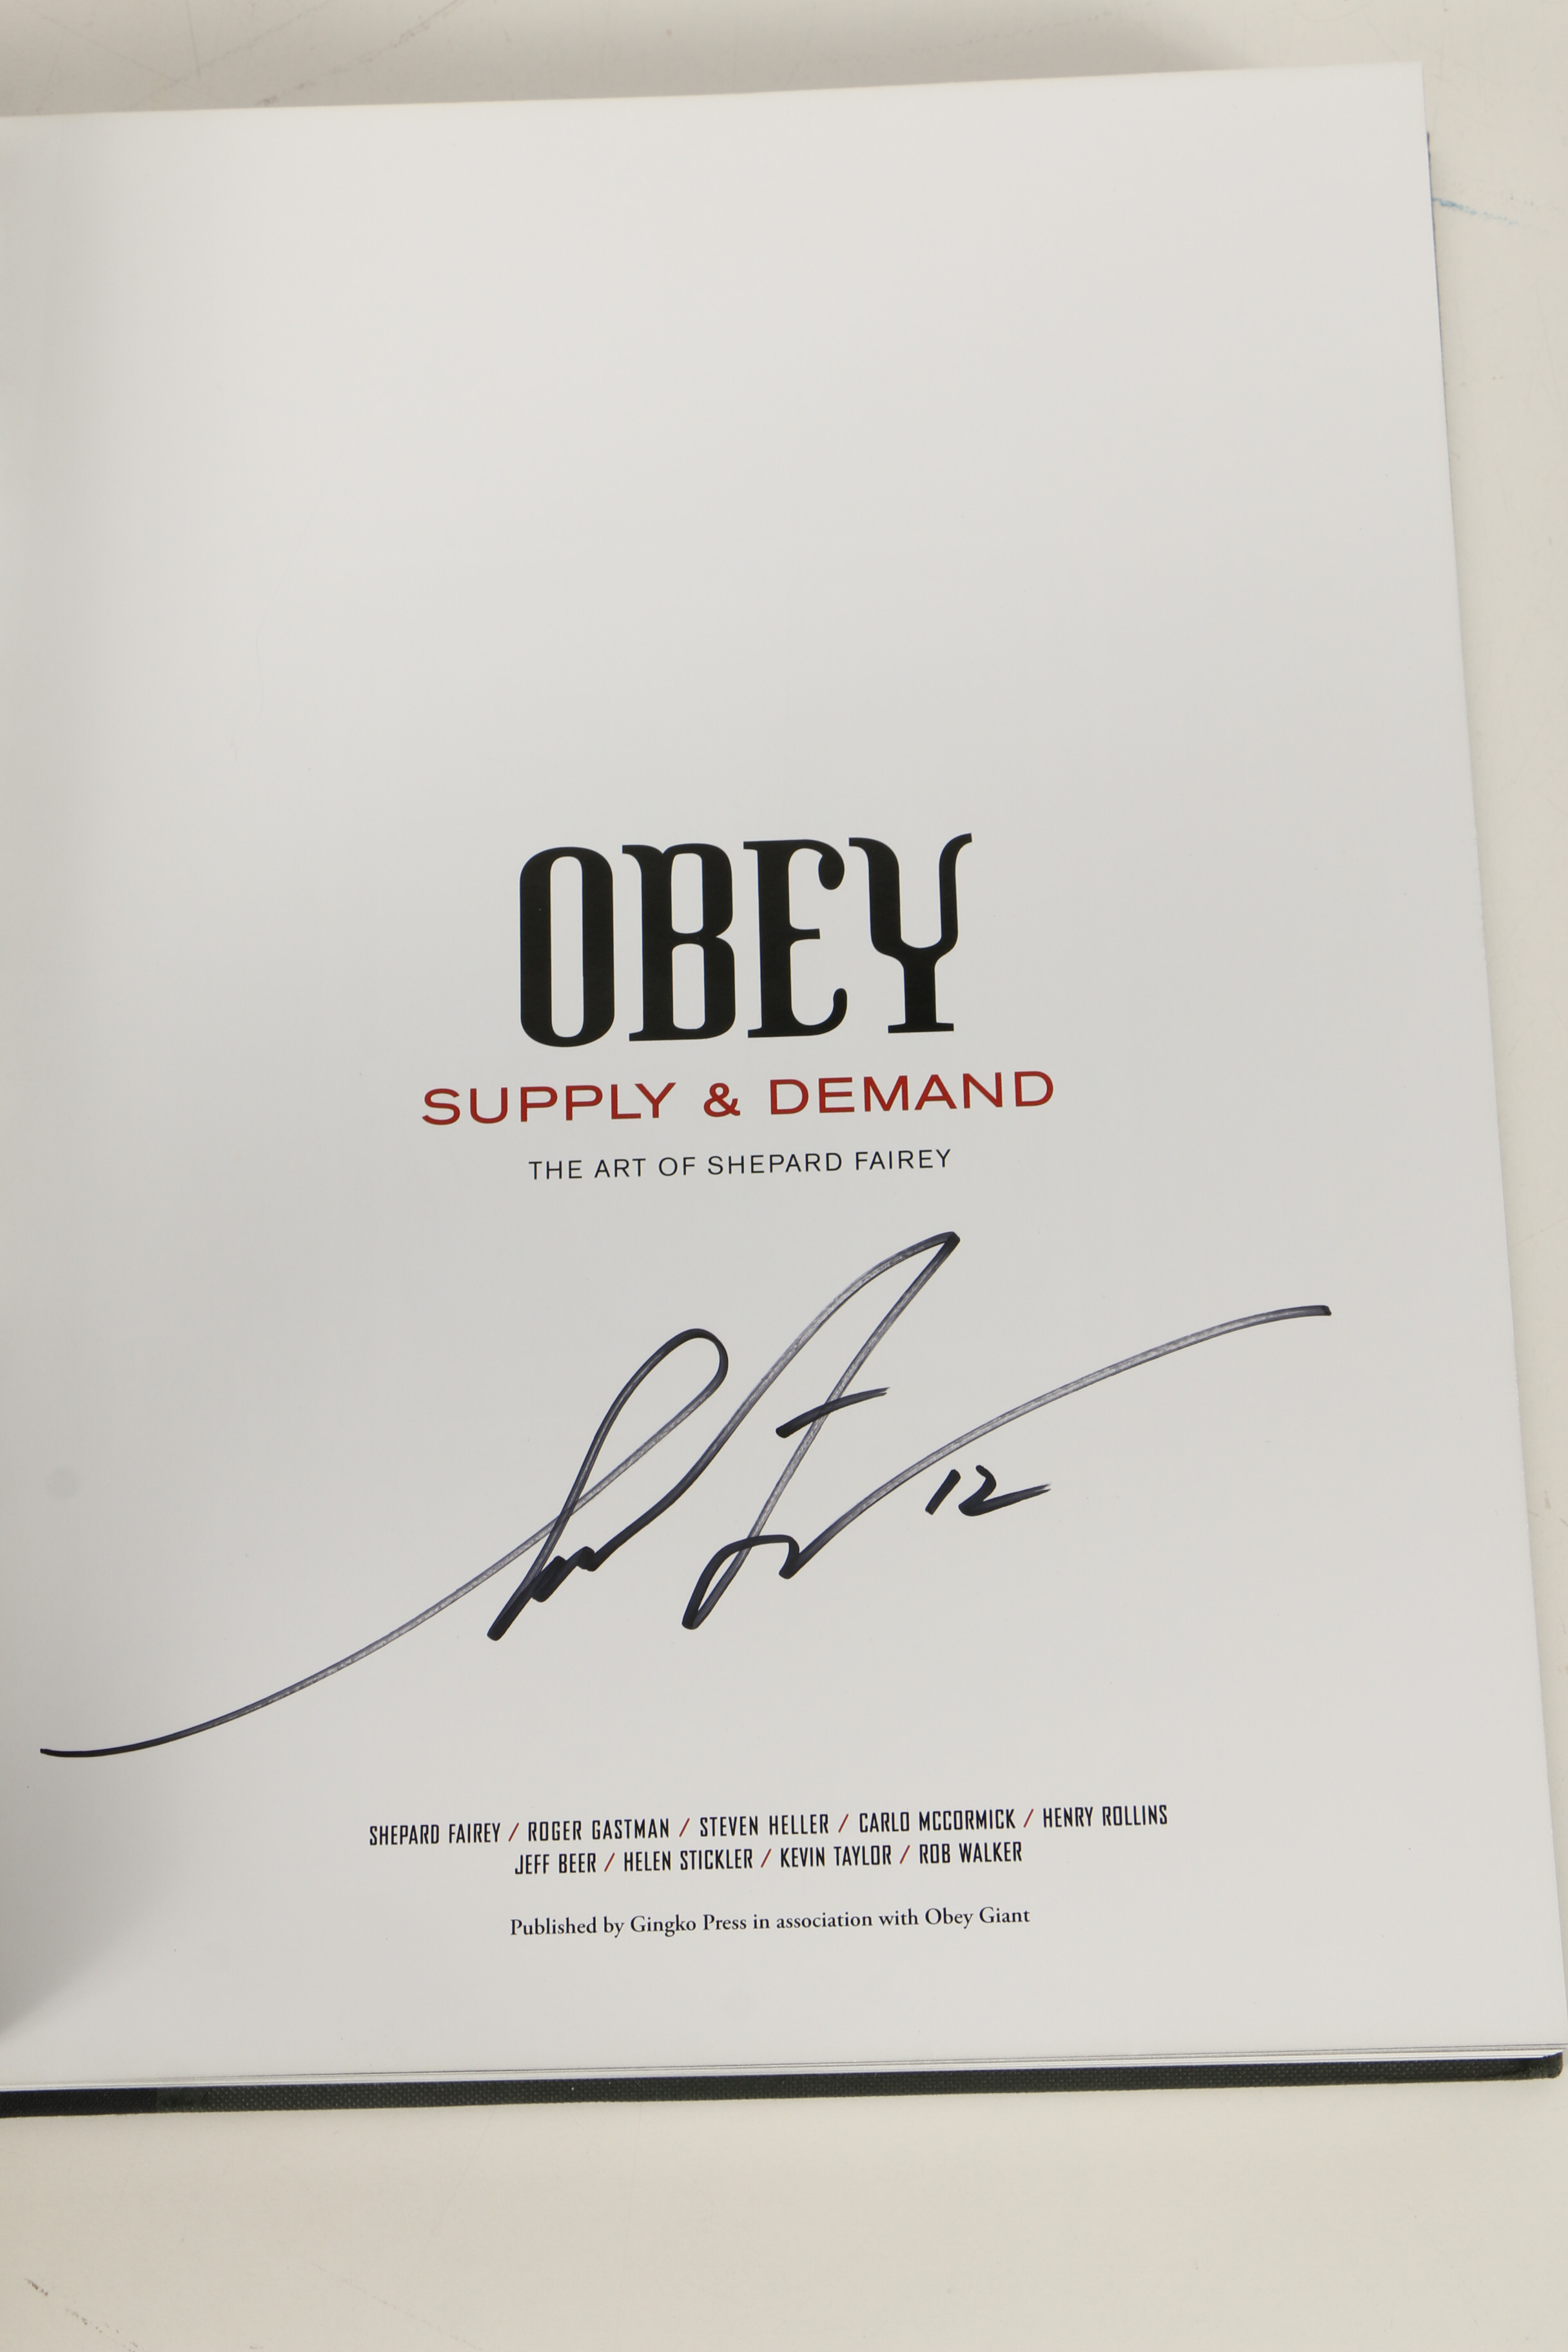 OBEY
SUPPLY & DEMAND
THE ART OF SHEPARD FAIREY
12
SHEPARD FAIREY / ROGER GASTMAN / STEVEN HELLER / CARLO MCCORMICK / HENRY ROLLINS
JEFF BEER / HELEN STICKLER / KEVIN TAYLOR / ROB WALKER
Published by Gingko Press in association with Obey Giant